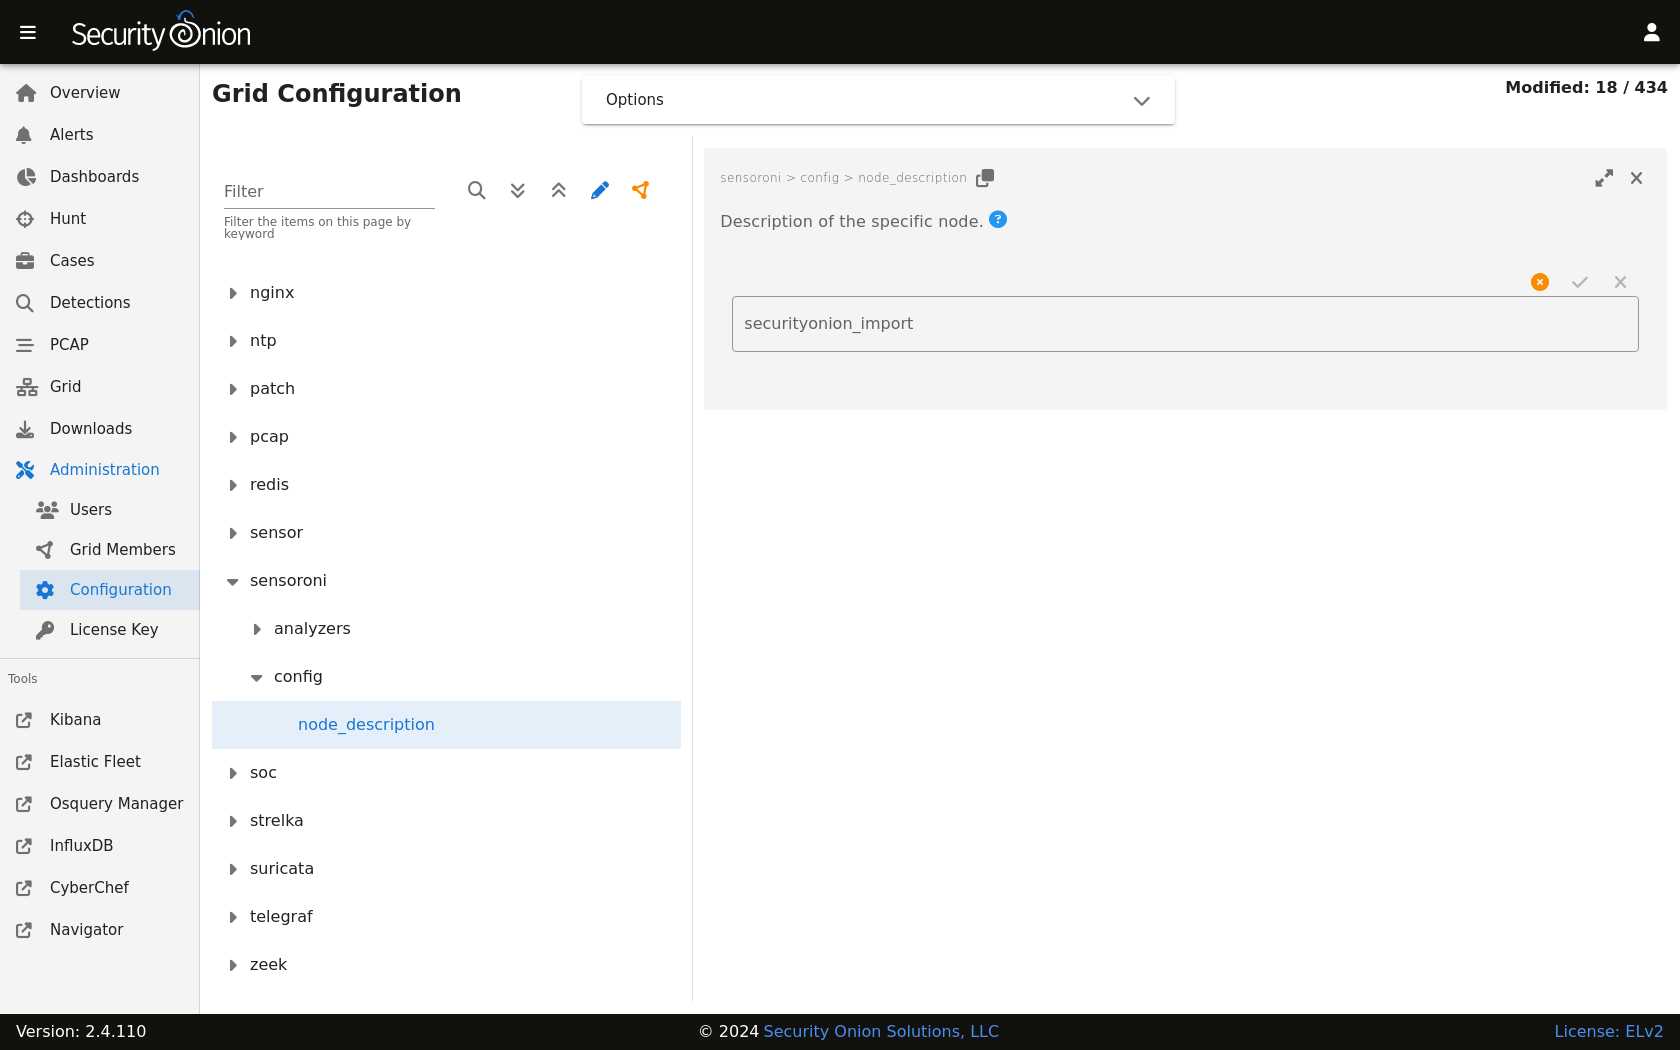 Security Onion
Overview
Alerts
Dashboards
Hunt
Cases
Detections
PCAP
Grid
Downloads
Administration
Users
Grid Members
Configuration
License Key
Tools
Kibana
Elastic Fleet
Osquery Manager
InfluxDB
CyberChef
Navigator
Grid Configuration
Options
Modified: 18 / 434
Filter
Filter the items on this page by
keyword
nginx
ntp
patch
pcap
redis
sensor
sensoroni
analyzers
config
node_description
soc
strelka
suricata
telegraf
zeek
sensoroni > config > node_description
Description of the specific node. ?
securityonion_import
Version: 2.4.110
© 2024 Security Onion Solutions, LLC
License: ELv2